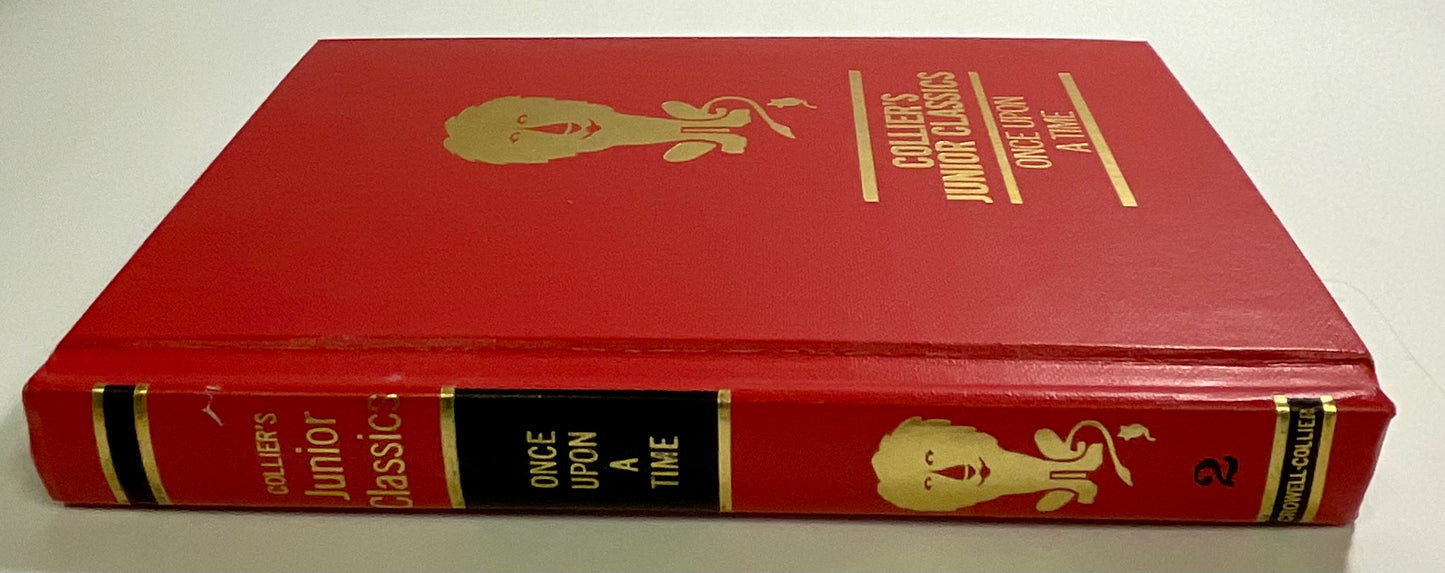 COLLIER'S
JUNIOR CLASSICS
ONCE UPON
A TIME
COLLIER'S
Junior
Classics
ONCE
UPON
A
TIME
2
CROWELL-COLLIER